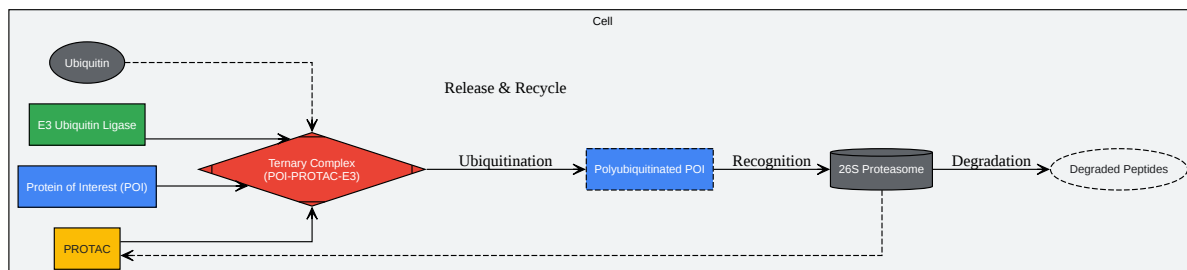 Cell
Ubiquitin
Release & Recycle
E3 Ubiquitin Ligase
Ternary Complex
(POI-PROTAC-E3)
Ubiquitination
Polyubiquitinated POI
Recognition
26S Proteasome
Degradation
Degraded Peptides
Protein of Interest (POI)
PROTAC